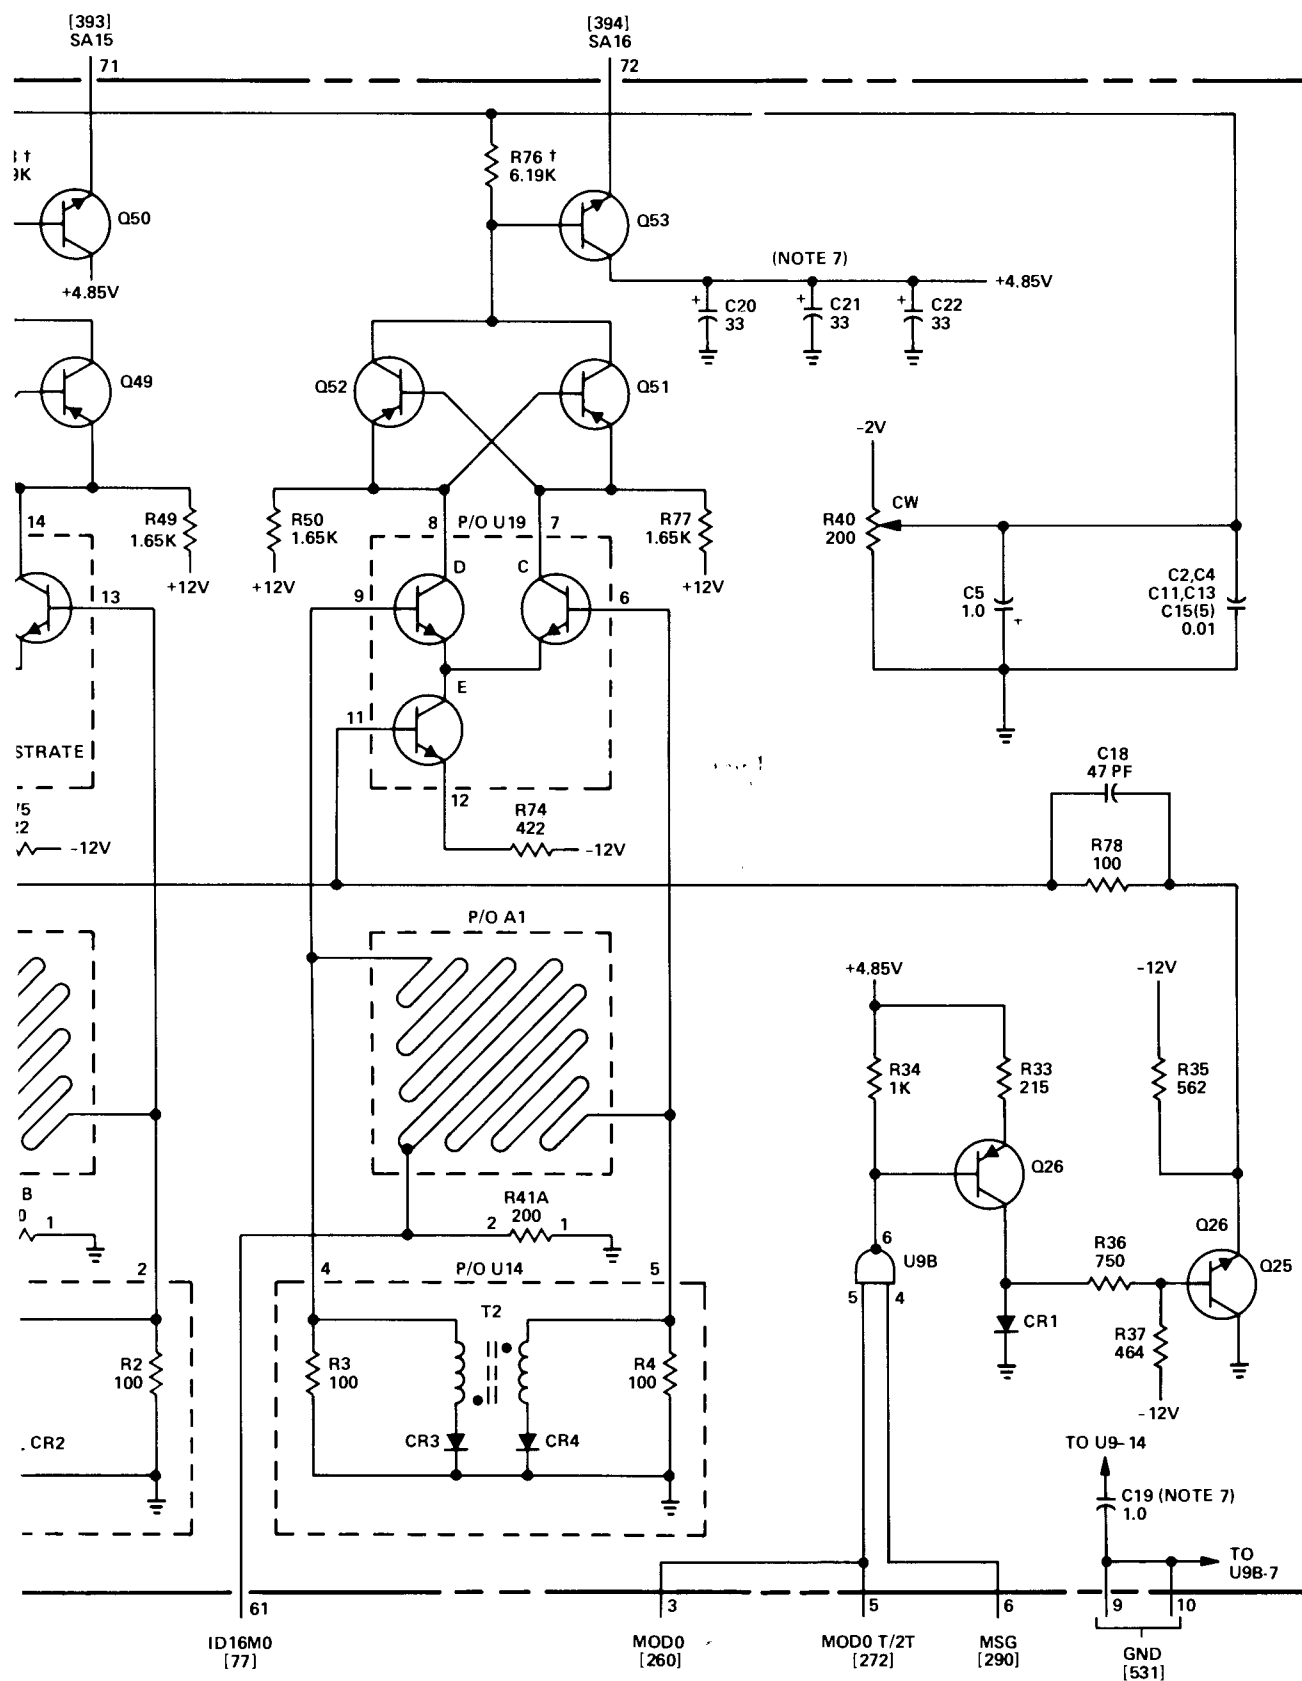 [393]
SA15
71
[394]
SA16
72
R76 †
6.19K
Q50
+4.85V
Q53
(NOTE 7)
+4.85V
+
C20
33
+
C21
33
+
C22
33
Q49
Q52
Q51
-2V
CW
R40
200
14
R49
1.65K
+12V
R50
1.65K
+12V
8
P/O U19
7
R77
1.65K
+12V
D
C
13
9
6
C5
1.0
+
C2,C4
C11,C13
C15(5)
0.01
E
11
STRATE
12
R74
422
-12V
-12V
C18
47 PF
R78
100
P/O A1
+4.85V
-12V
R34
1K
R33
215
R35
562
Q26
B
1
R41A
2
200
1
6
U9B
5
4
R36
750
Q26
Q25
2
4
P/O U14
5
T2
CR1
R37
464
-12V
R2
100
R3
100
R4
100
CR2
CR3
CR4
TO U9-14
C19 (NOTE 7)
1.0
TO
U9B-7
61
3
5
6
9
10
ID16M0
[77]
MOD0
[260]
MOD0 T/2T
[272]
MSG
[290]
GND
[531]